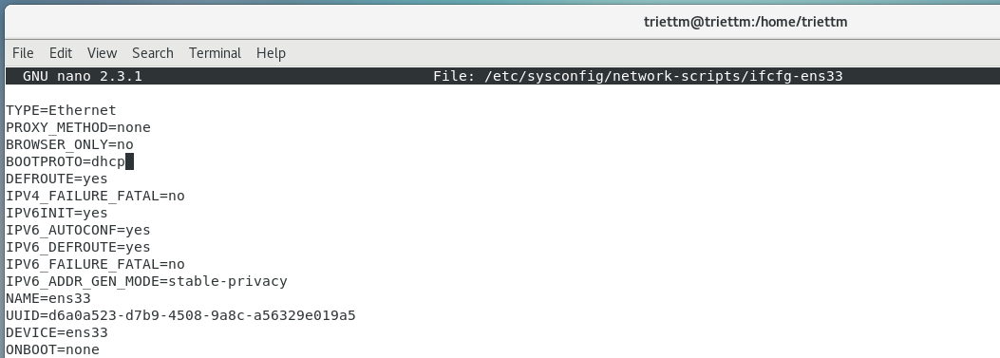 triettm@triettm:/home/triettm
File Edit View Search Terminal Help
GNU nano 2.3.1 File: /etc/sysconfig/network-scripts/ifcfg-ens33
TYPE=Ethernet
PROXY_METHOD=none
BROWSER_ONLY=no
BOOTPROTO=dhcp
DEFROUTE=yes
IPV4_FAILURE_FATAL=no
IPV6INIT=yes
IPV6_AUTOCONF=yes
IPV6_DEFROUTE=yes
IPV6_FAILURE_FATAL=no
IPV6_ADDR_GEN_MODE=stable-privacy
NAME=ens33
UUID=d6a0a523-d7b9-4508-9a8c-a56329e019a5
DEVICE=ens33
ONBOOT=none